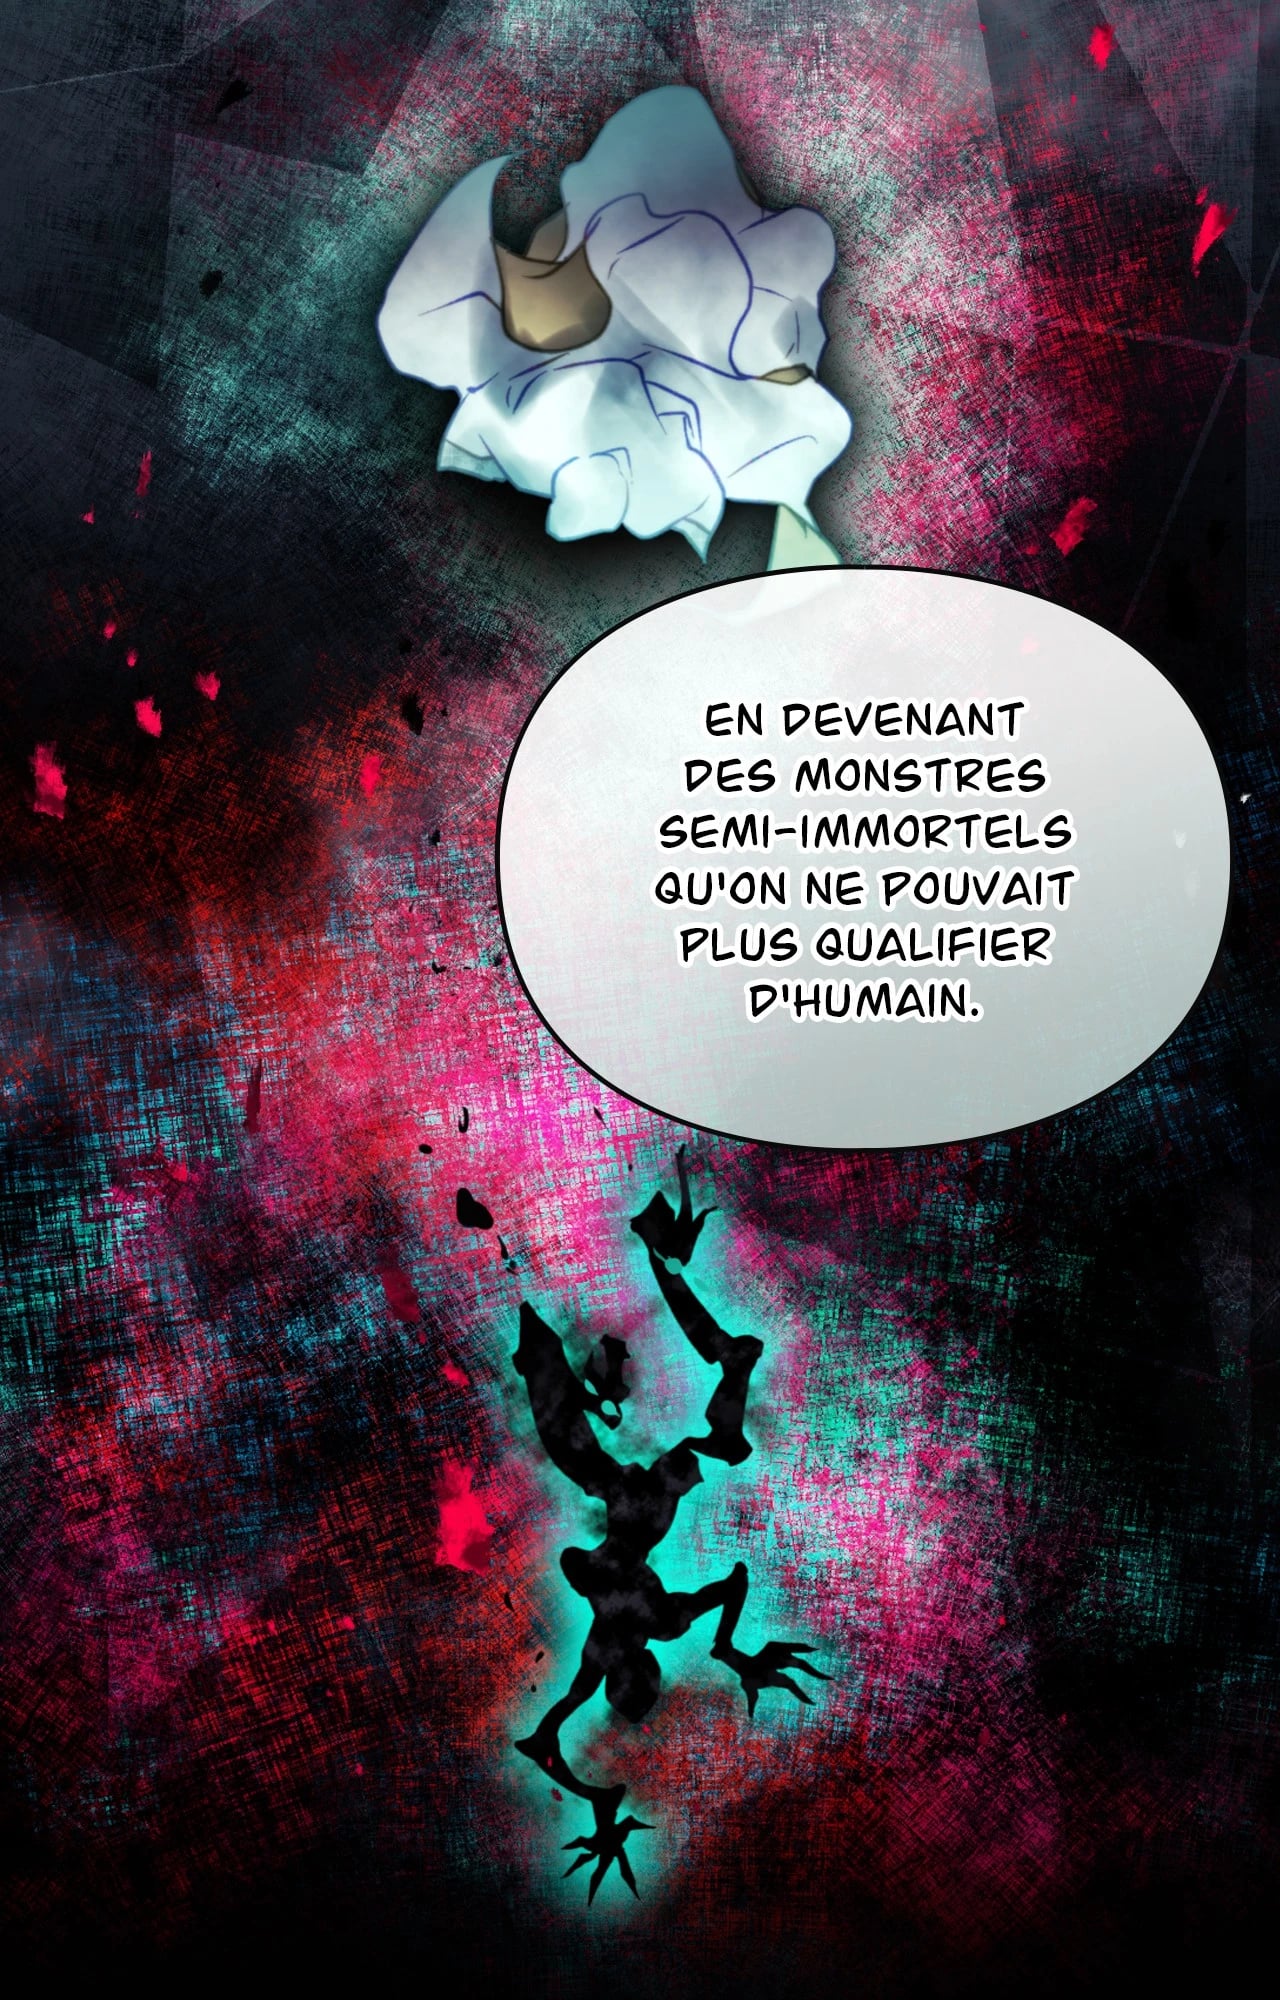 EN DEVENANT
DES MONSTRES
SEMI-IMMORTELS
QU'ON NE POUVAIT
PLUS QUALIFIER
D'HUMAIN.